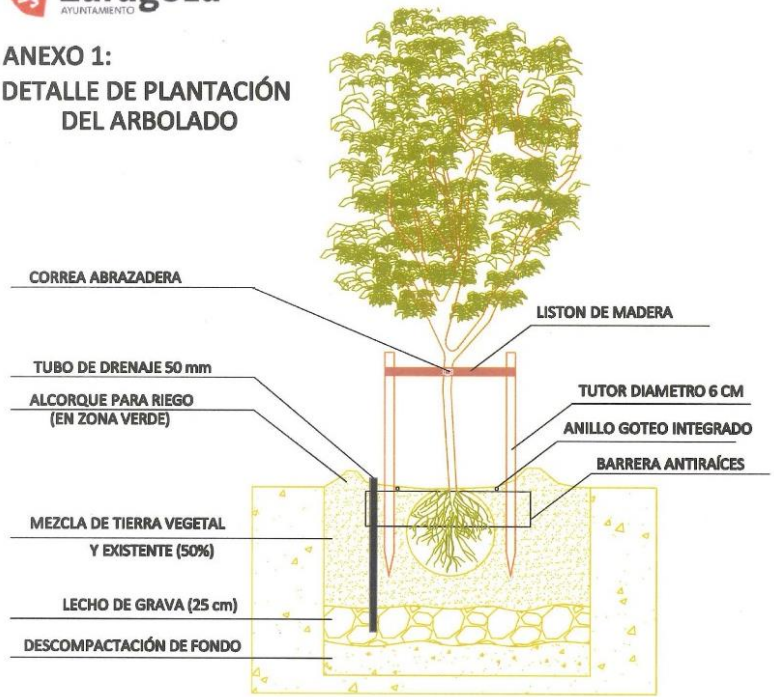 Zaragoza
AYUNTAMIENTO
ANEXO 1:
DETALLE DE PLANTACIÓN
DEL ARBOLADO
CORREA ABRAZADERA
LISTON DE MADERA
TUBO DE DRENAJE 50 mm
TUTOR DIAMETRO 6 CM
ALCORQUE PARA RIEGO
(EN ZONA VERDE)
ANILLO GOTEO INTEGRADO
BARRERA ANTIRAÍCES
MEZCLA DE TIERRA VEGETAL
Y EXISTENTE (50%)
LECHO DE GRAVA (25 cm)
DESCOMPACTACIÓN DE FONDO